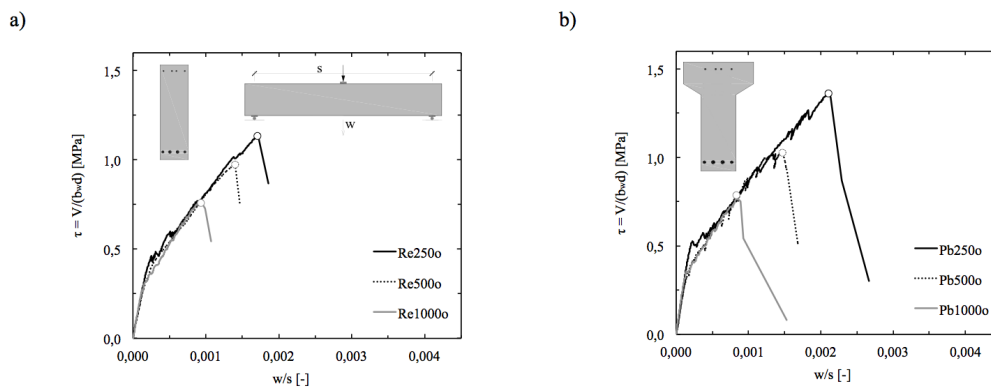 a)
1,5
1,0
0,5
0,0
τ = V/(bwd) [MPa]
s
w
Re250o
Re500o
Re1000o
0,000
0,001
0,002
0,003
0,004
w/s [-]
b)
1,5
1,0
0,5
0,0
τ = V/(bwd) [MPa]
Pb250o
Pb500o
Pb1000o
0,000
0,001
0,002
0,003
0,004
w/s [-]